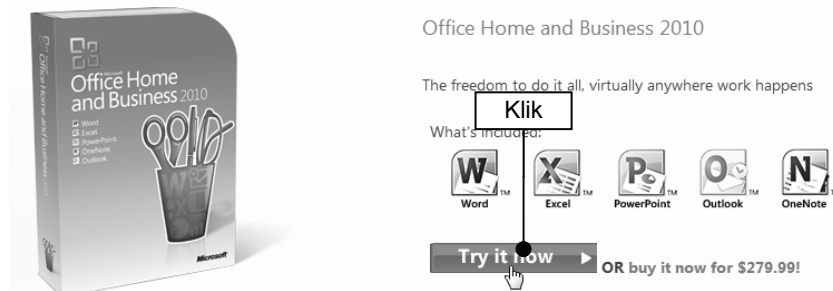 Office Home and Business 2010
Microsoft
Office Home
and Business 2010
Word
Excel
PowerPoint
OneNote
Outlook
Microsoft
Office Home and Business 2010
The freedom to do it all, virtually anywhere work happens
Klik
What's included:
Word Excel PowerPoint Outlook OneNote
Try it now
OR buy it now for $279.99!